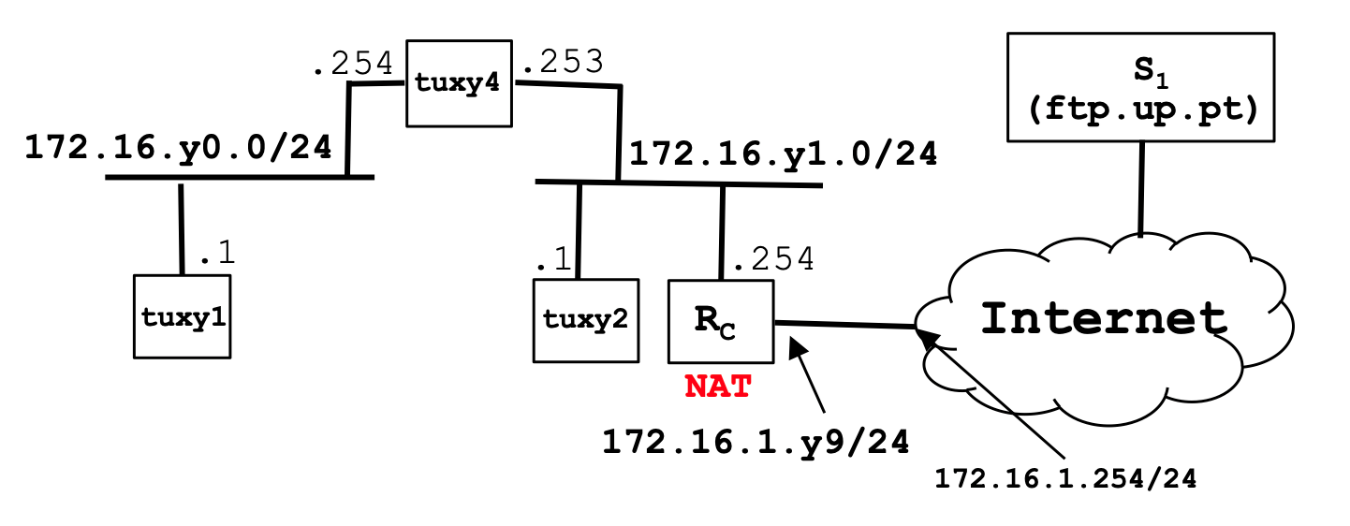 .254
tuxy4
.253
S1
(ftp.up.pt)
172.16.y0.0/24
172.16.y1.0/24
.1
.1
.254
tuxy1
tuxy2
RC
Internet
NAT
172.16.1.y9/24
172.16.1.254/24